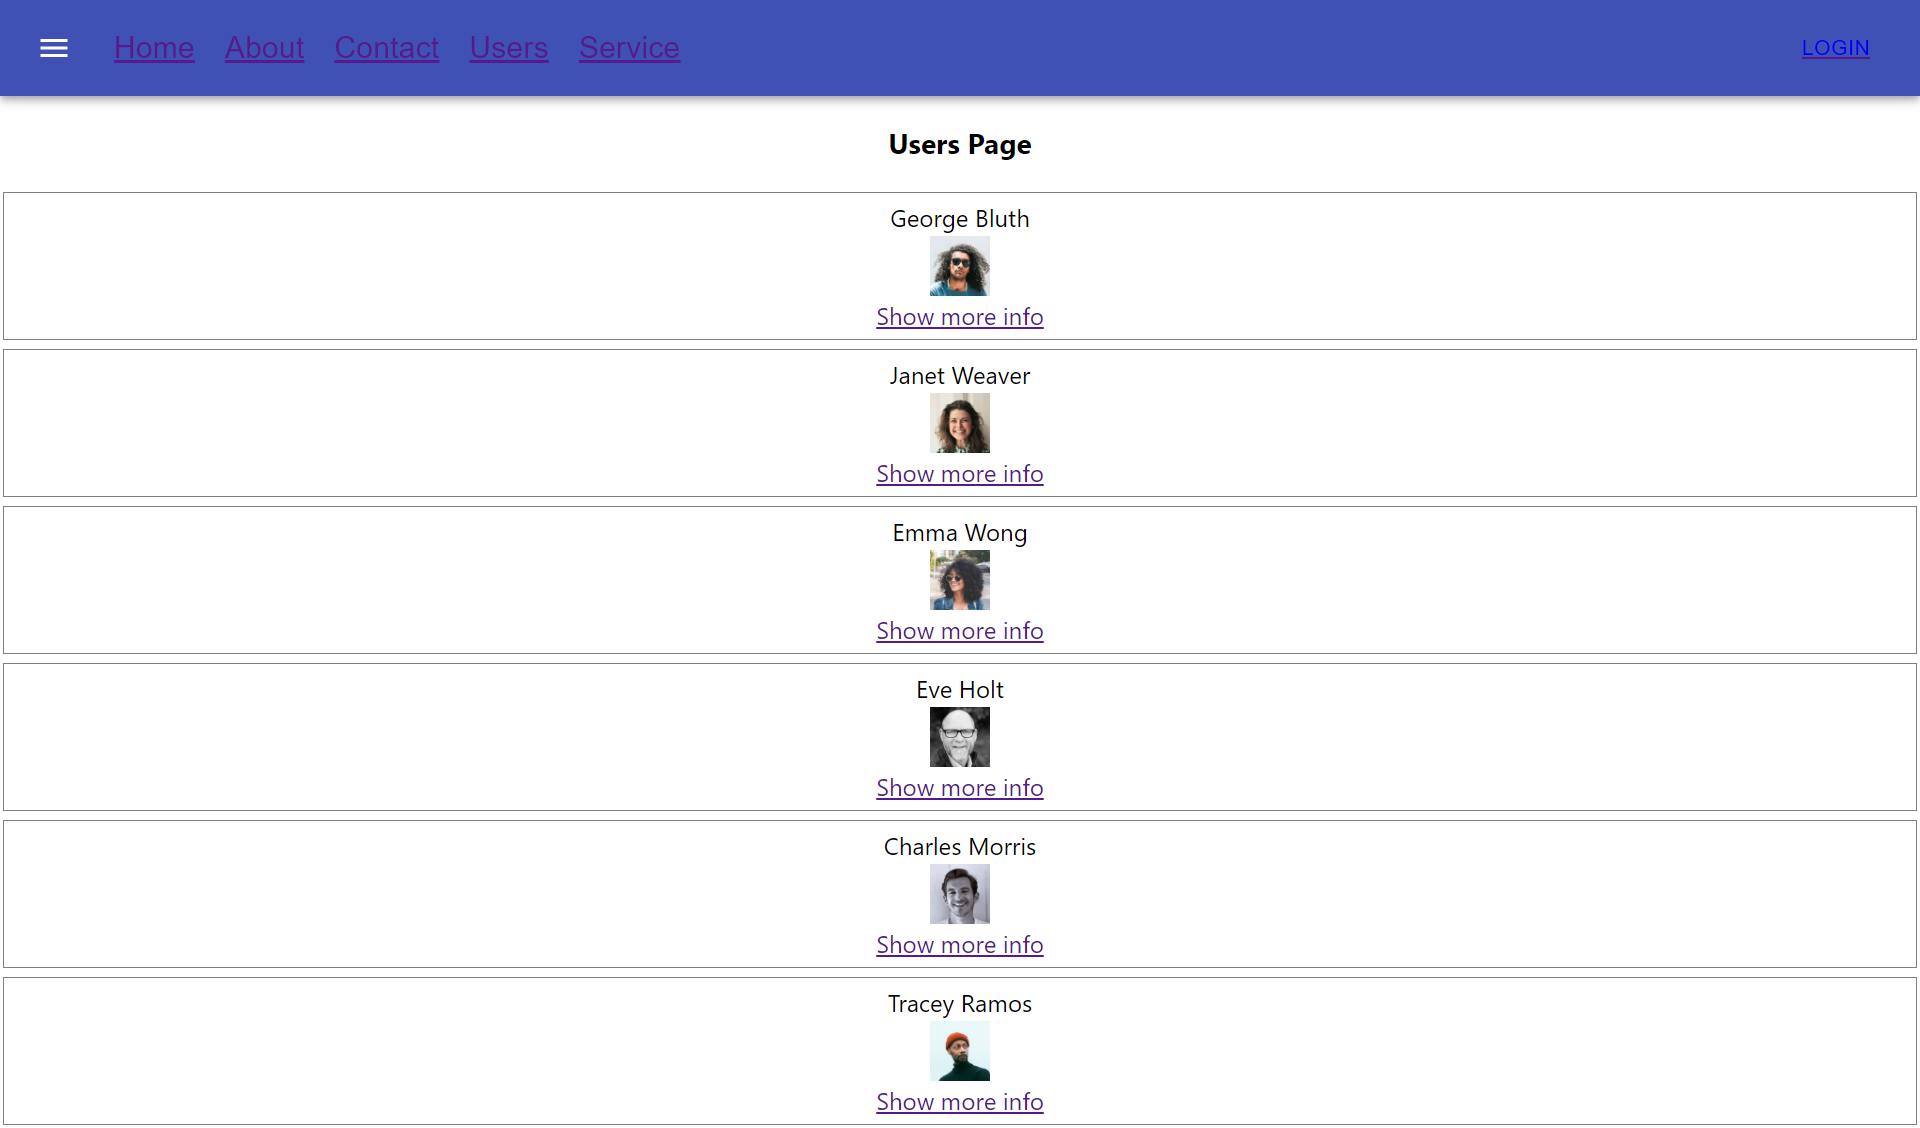 Home About Contact Users Service LOGIN
Users Page
George Bluth
Show more info
Janet Weaver
Show more info
Emma Wong
Show more info
Eve Holt
Show more info
Charles Morris
Show more info
Tracey Ramos
Show more info